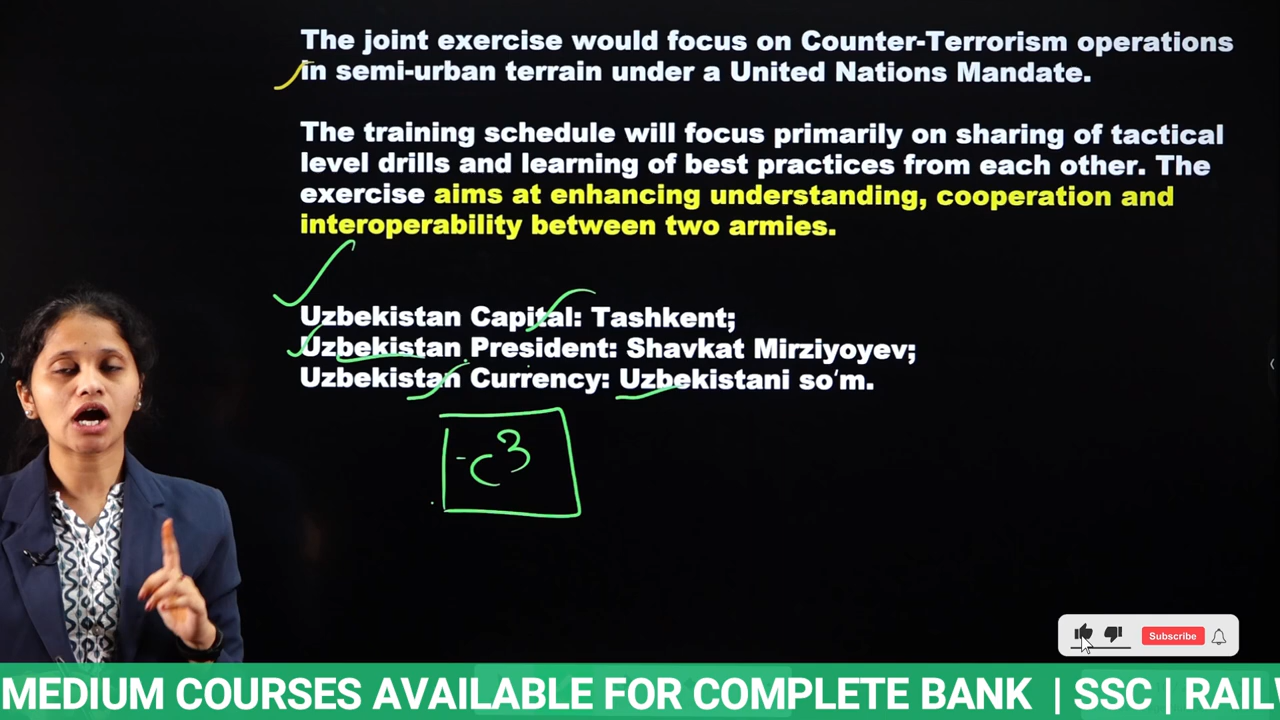 The joint exercise would focus on Counter-Terrorism operations
in semi-urban terrain under a United Nations Mandate.
The training schedule will focus primarily on sharing of tactical
level drills and learning of best practices from each other. The
exercise aims at enhancing understanding, cooperation and
interoperability between two armies.
Uzbekistan Capital: Tashkent;
Uzbekistan President: Shavkat Mirziyoyev;
Uzbekistan Currency: Uzbekistani soʻm.
C3
Subscribe
MEDIUM COURSES AVAILABLE FOR COMPLETE BANK | SSC |